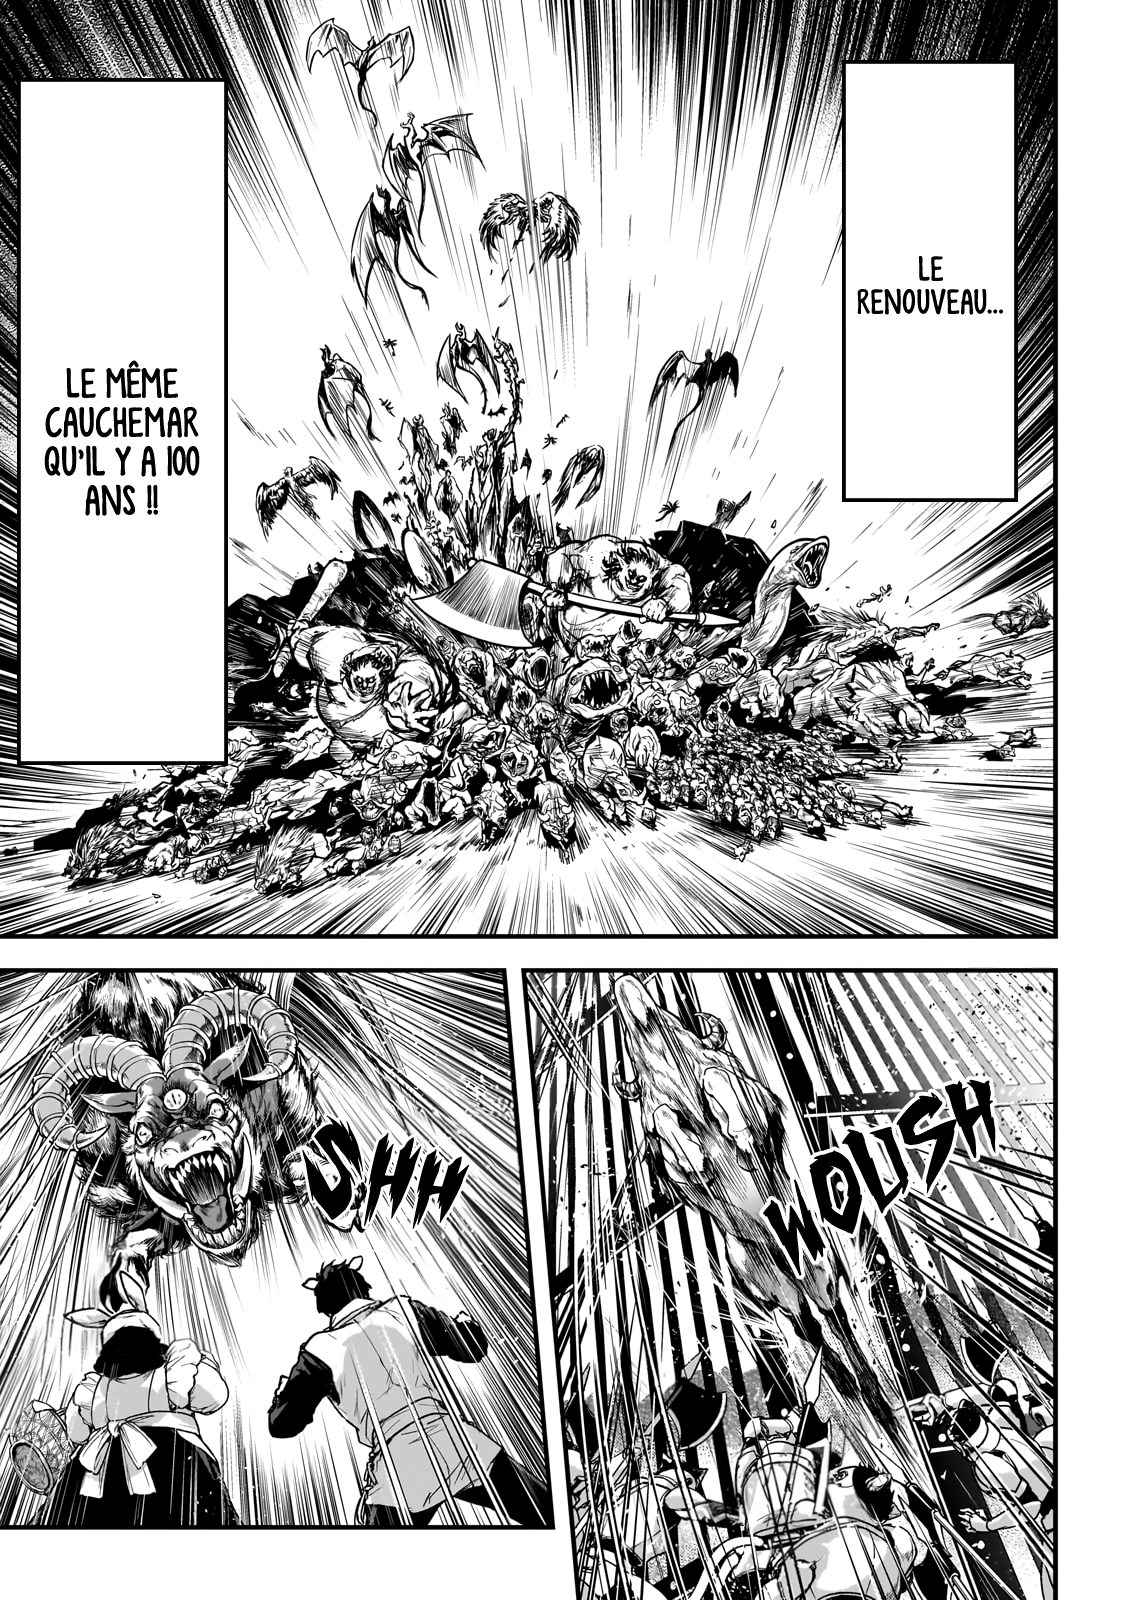 LE
RENOUVEAU...
LE MÊME
CAUCHEMAR
QU'IL Y A 100
ANS !!
WOUSH
SHH